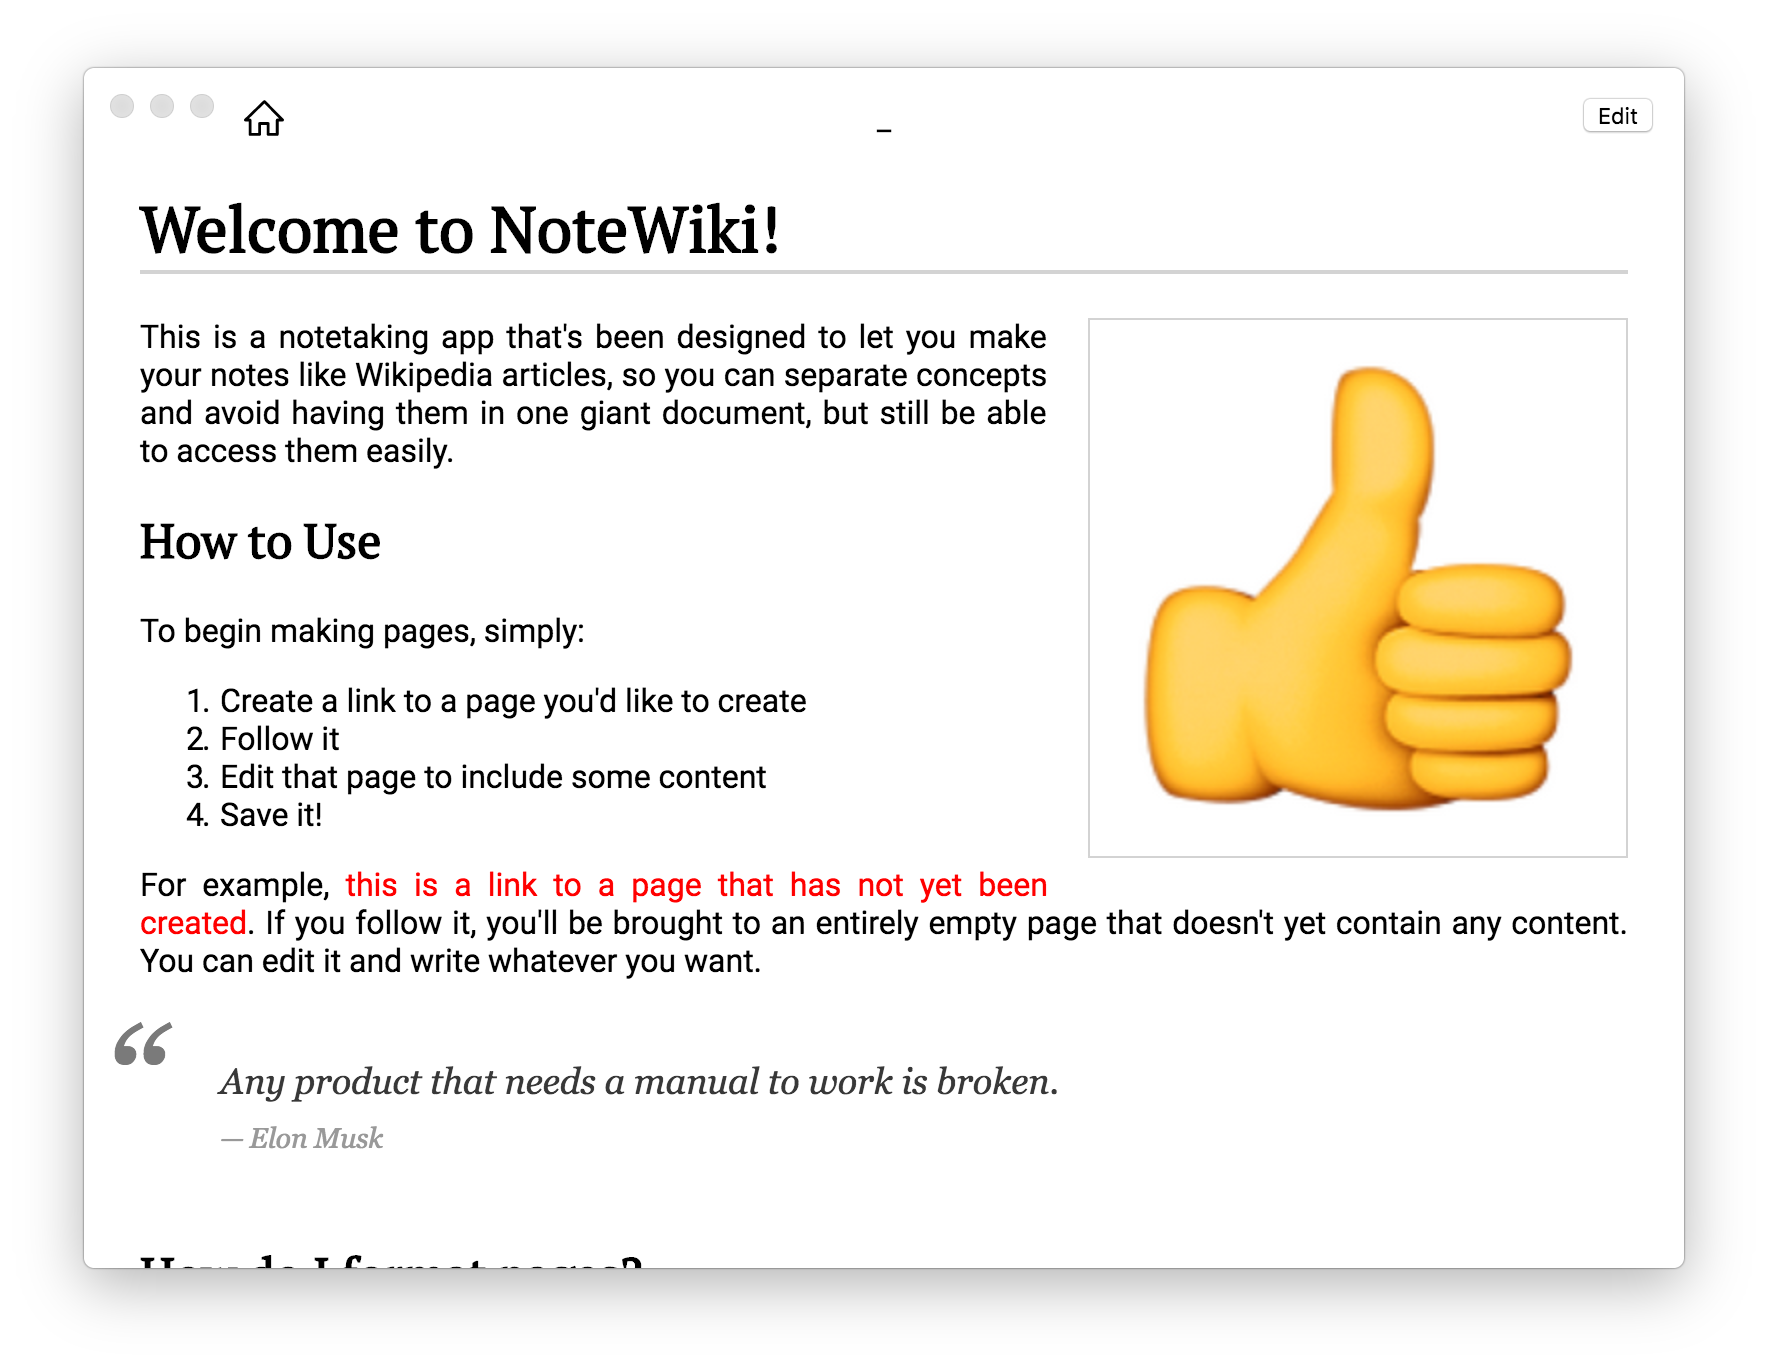 _
Edit
Welcome to NoteWiki!
This is a notetaking app that's been designed to let you make
your notes like Wikipedia articles, so you can separate concepts
and avoid having them in one giant document, but still be able
to access them easily.
How to Use
To begin making pages, simply:
1. Create a link to a page you'd like to create
2. Follow it
3. Edit that page to include some content
4. Save it!
For example, this is a link to a page that has not yet been
created. If you follow it, you'll be brought to an entirely empty page that doesn't yet contain any content.
You can edit it and write whatever you want.
“
Any product that needs a manual to work is broken.
— Elon Musk
How do I format pages?